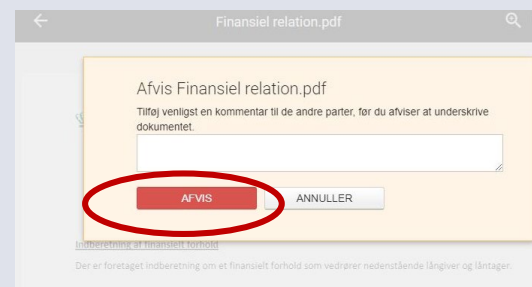 Finansiel relation.pdf
Afvis Finansiel relation.pdf
Tilføj venligst en kommentar til de andre parter, før du afviser at underskrive
dokumentet.
AFVIS
ANNULLER
Indberetning af finansielt forhold
Der er foretaget indberetning om et finansielt forhold som vedrører nedenstående långiver og låntager.